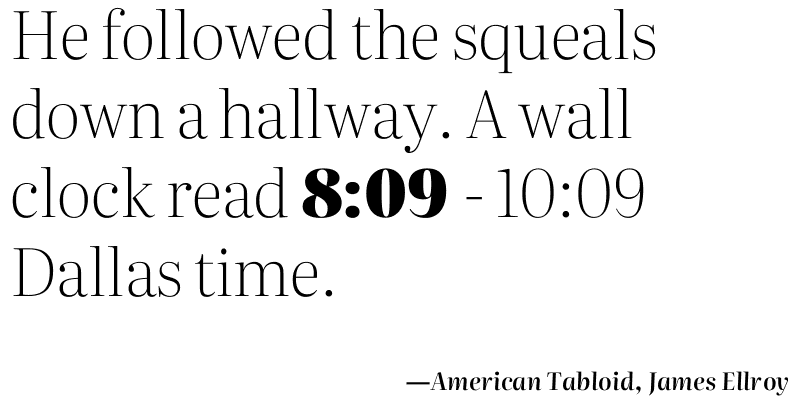 He followed the squeals
down a hallway. A wall
clock read 8:09 - 10:09
Dallas time.
—American Tabloid, James Ellroy